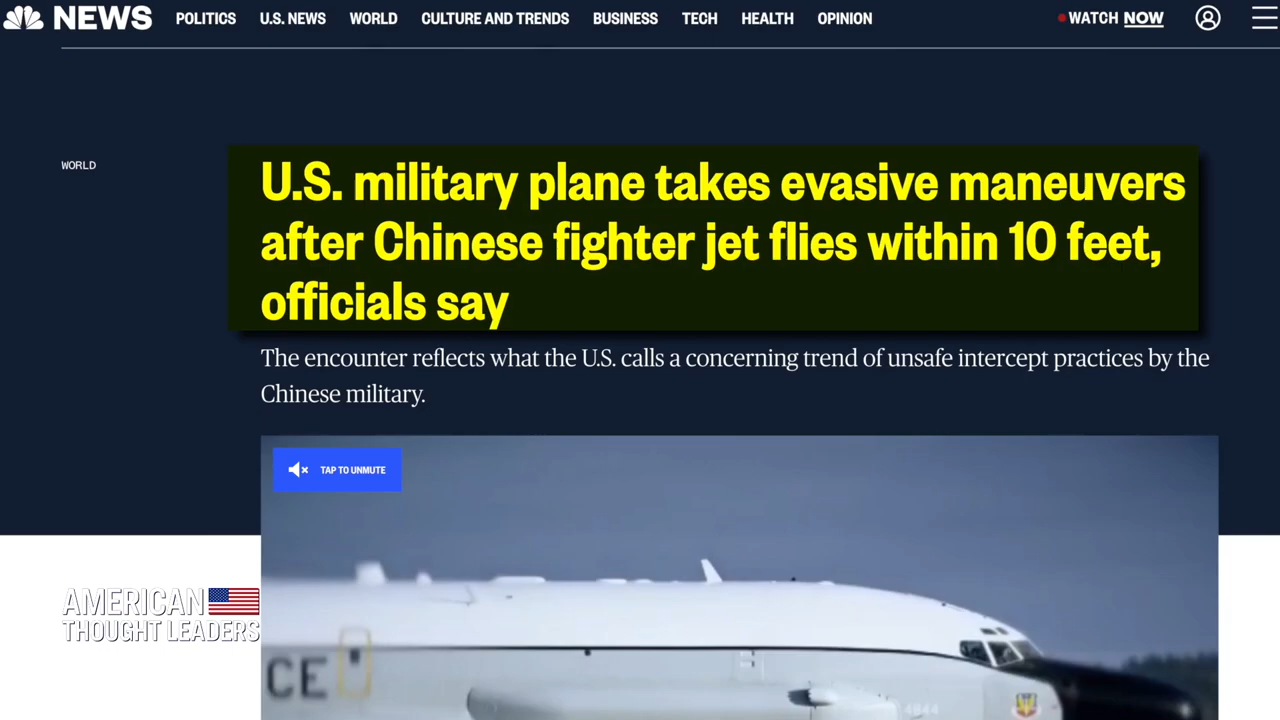 NEWS POLITICS U.S. NEWS WORLD CULTURE AND TRENDS BUSINESS TECH HEALTH OPINION WATCH NOW
WORLD
U.S. military plane takes evasive maneuvers
after Chinese fighter jet flies within 10 feet,
officials say
The encounter reflects what the U.S. calls a concerning trend of unsafe intercept practices by the
Chinese military.
TAP TO UNMUTE
AMERICAN
THOUGHT LEADERS
CE
4844